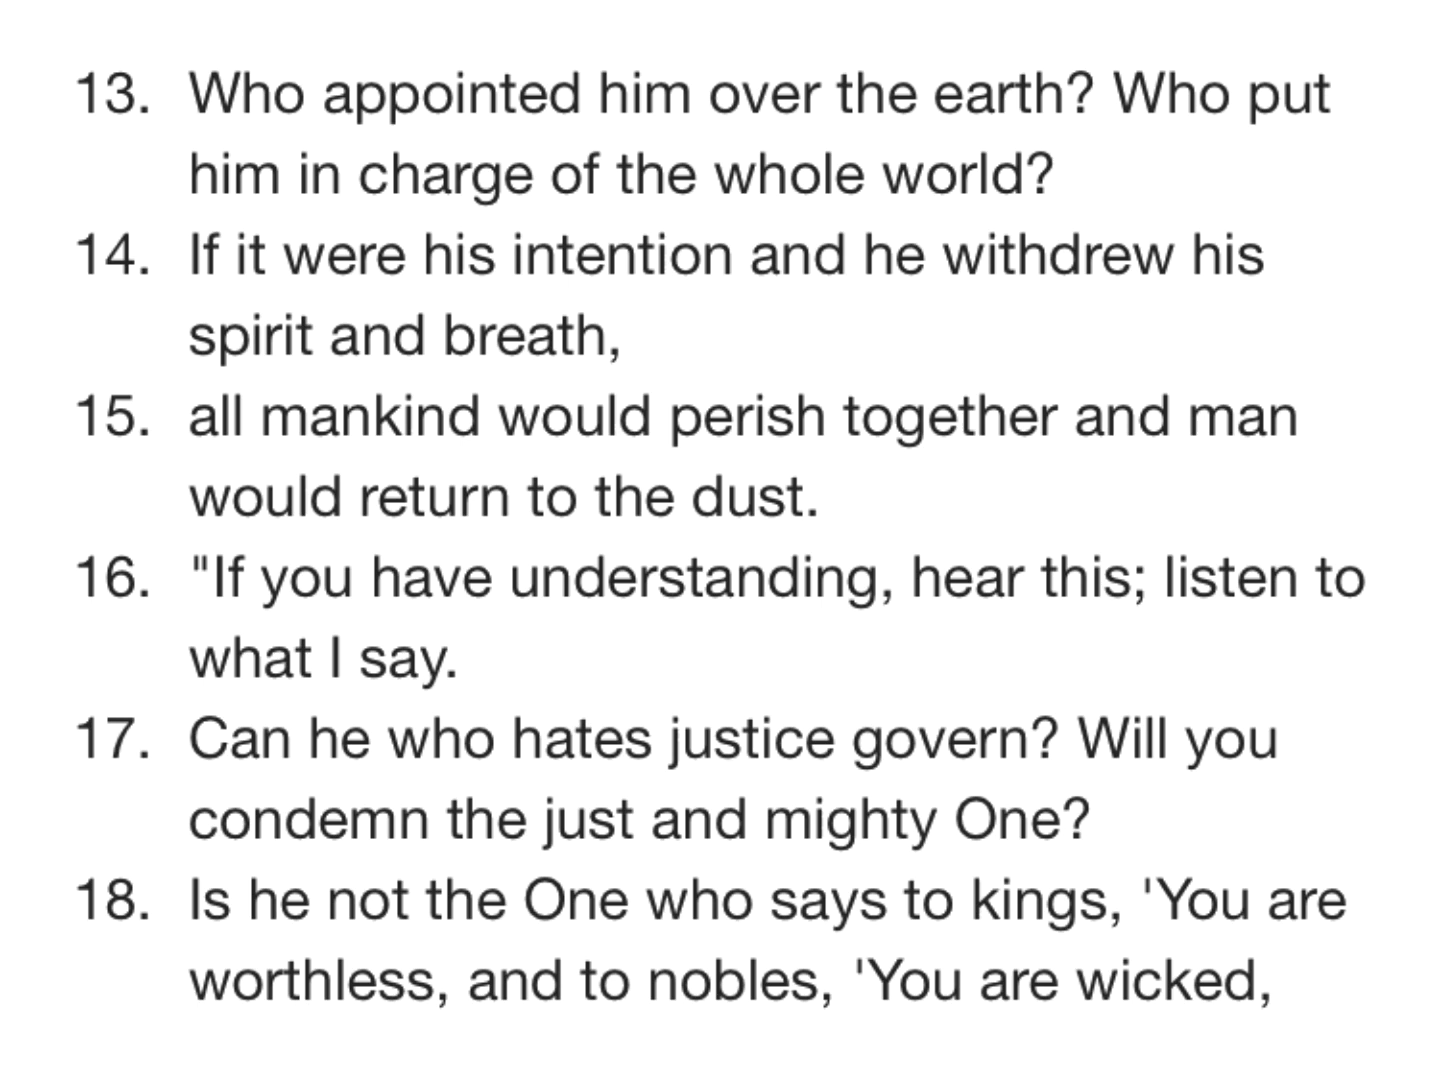 13. Who appointed him over the earth? Who put
him in charge of the whole world?
14. If it were his intention and he withdrew his
spirit and breath,
15. all mankind would perish together and man
would return to the dust.
16. "If you have understanding, hear this; listen to
what I say.
17. Can he who hates justice govern? Will you
condemn the just and mighty One?
18. Is he not the One who says to kings, 'You are
worthless, and to nobles, 'You are wicked,